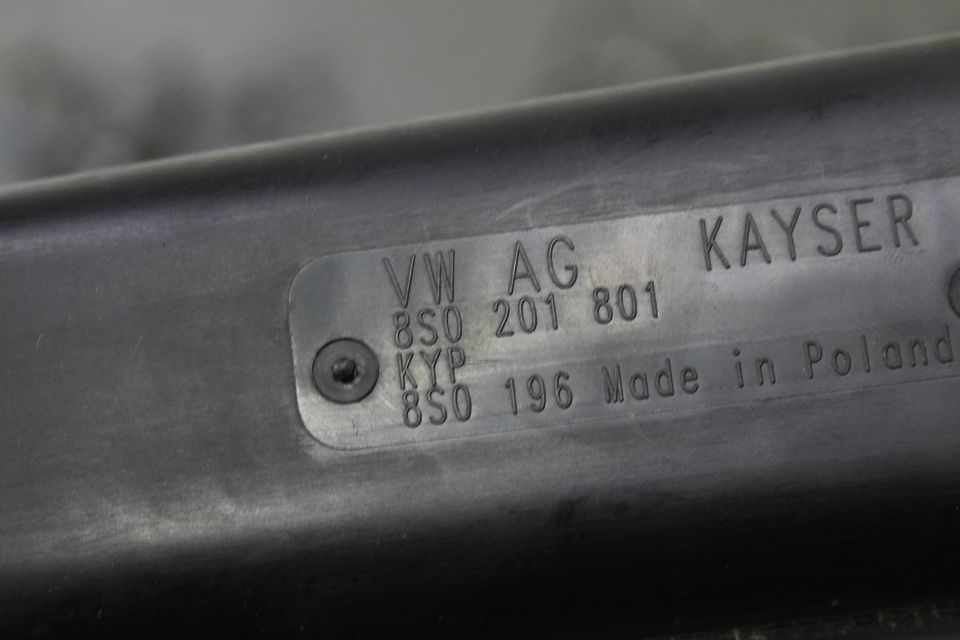 VW AG KAYSER
8S0 201 801
KYP
8S0 196 Made in Poland